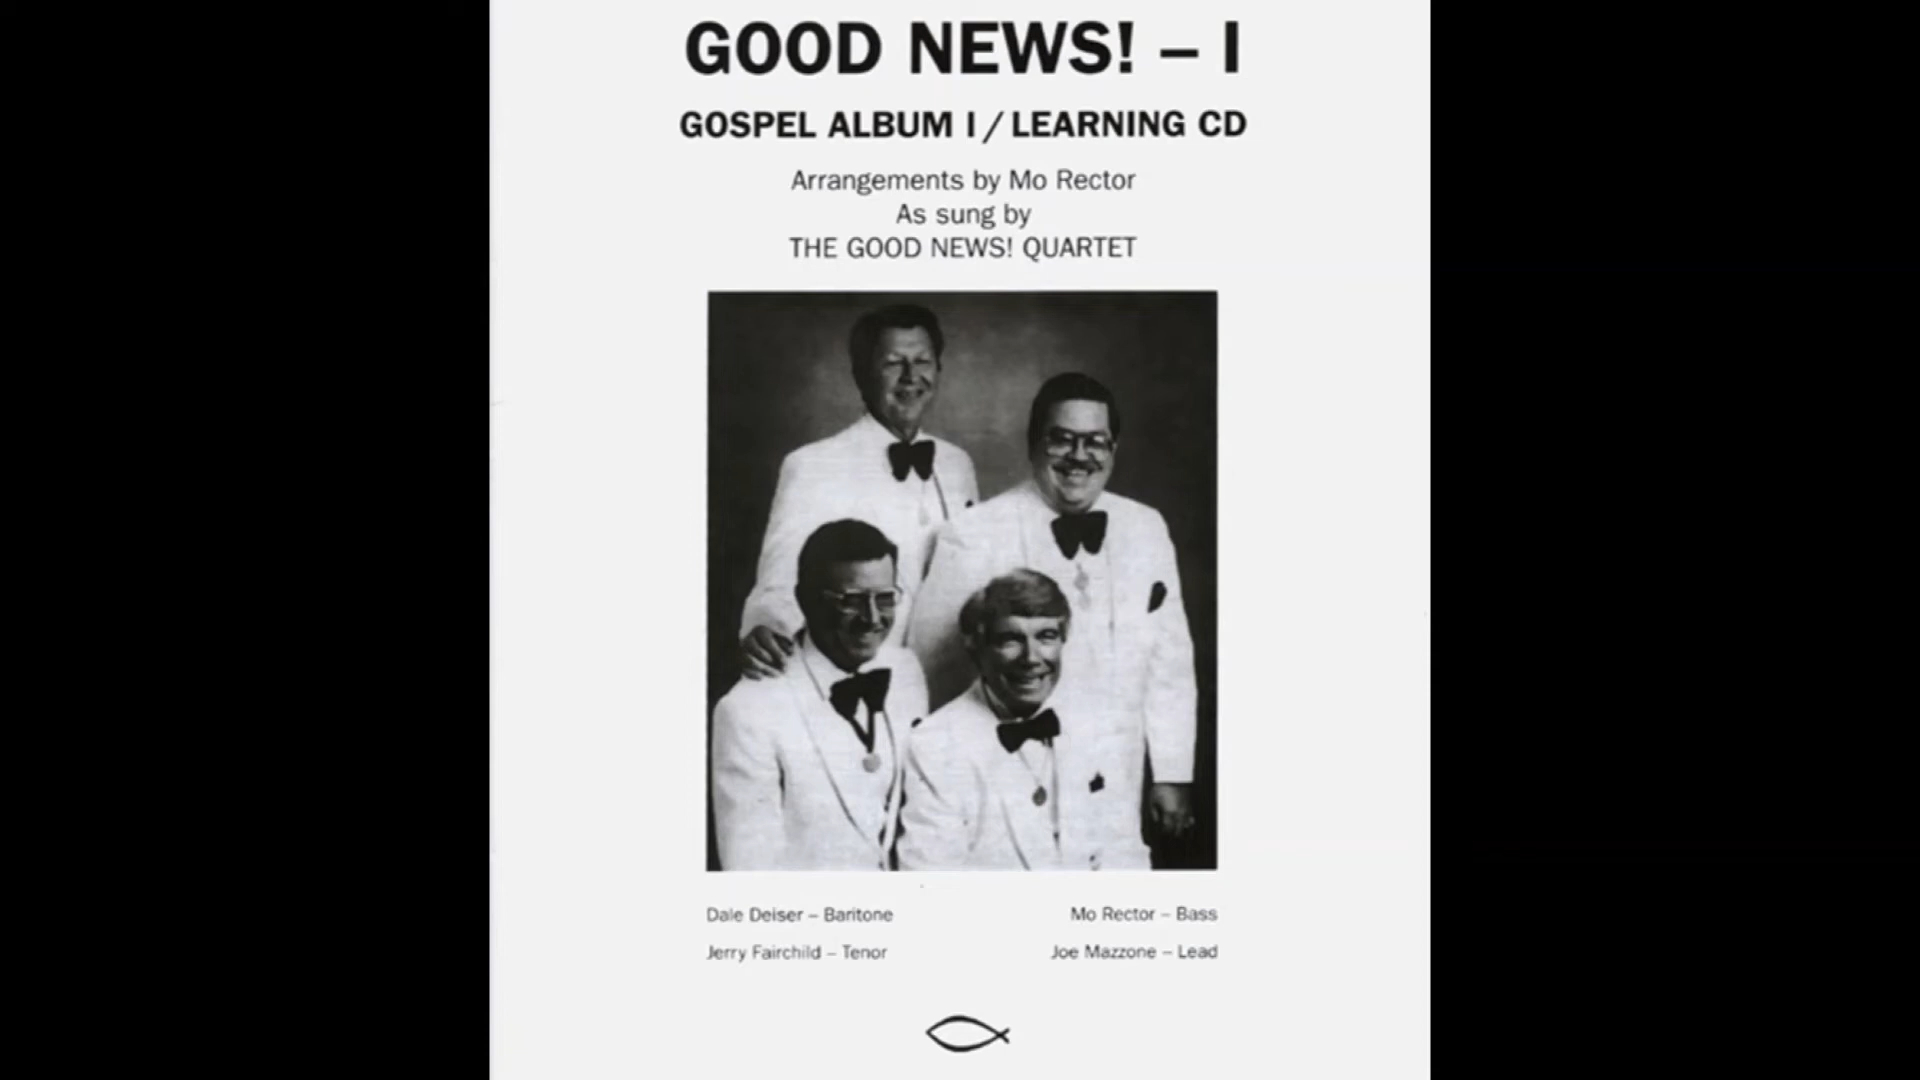 GOOD NEWS! – I
GOSPEL ALBUM I / LEARNING CD
Arrangements by Mo Rector
As sung by
THE GOOD NEWS! QUARTET
Dale Deiser – Baritone
Mo Rector – Bass
Jerry Fairchild – Tenor
Joe Mazzone – Lead